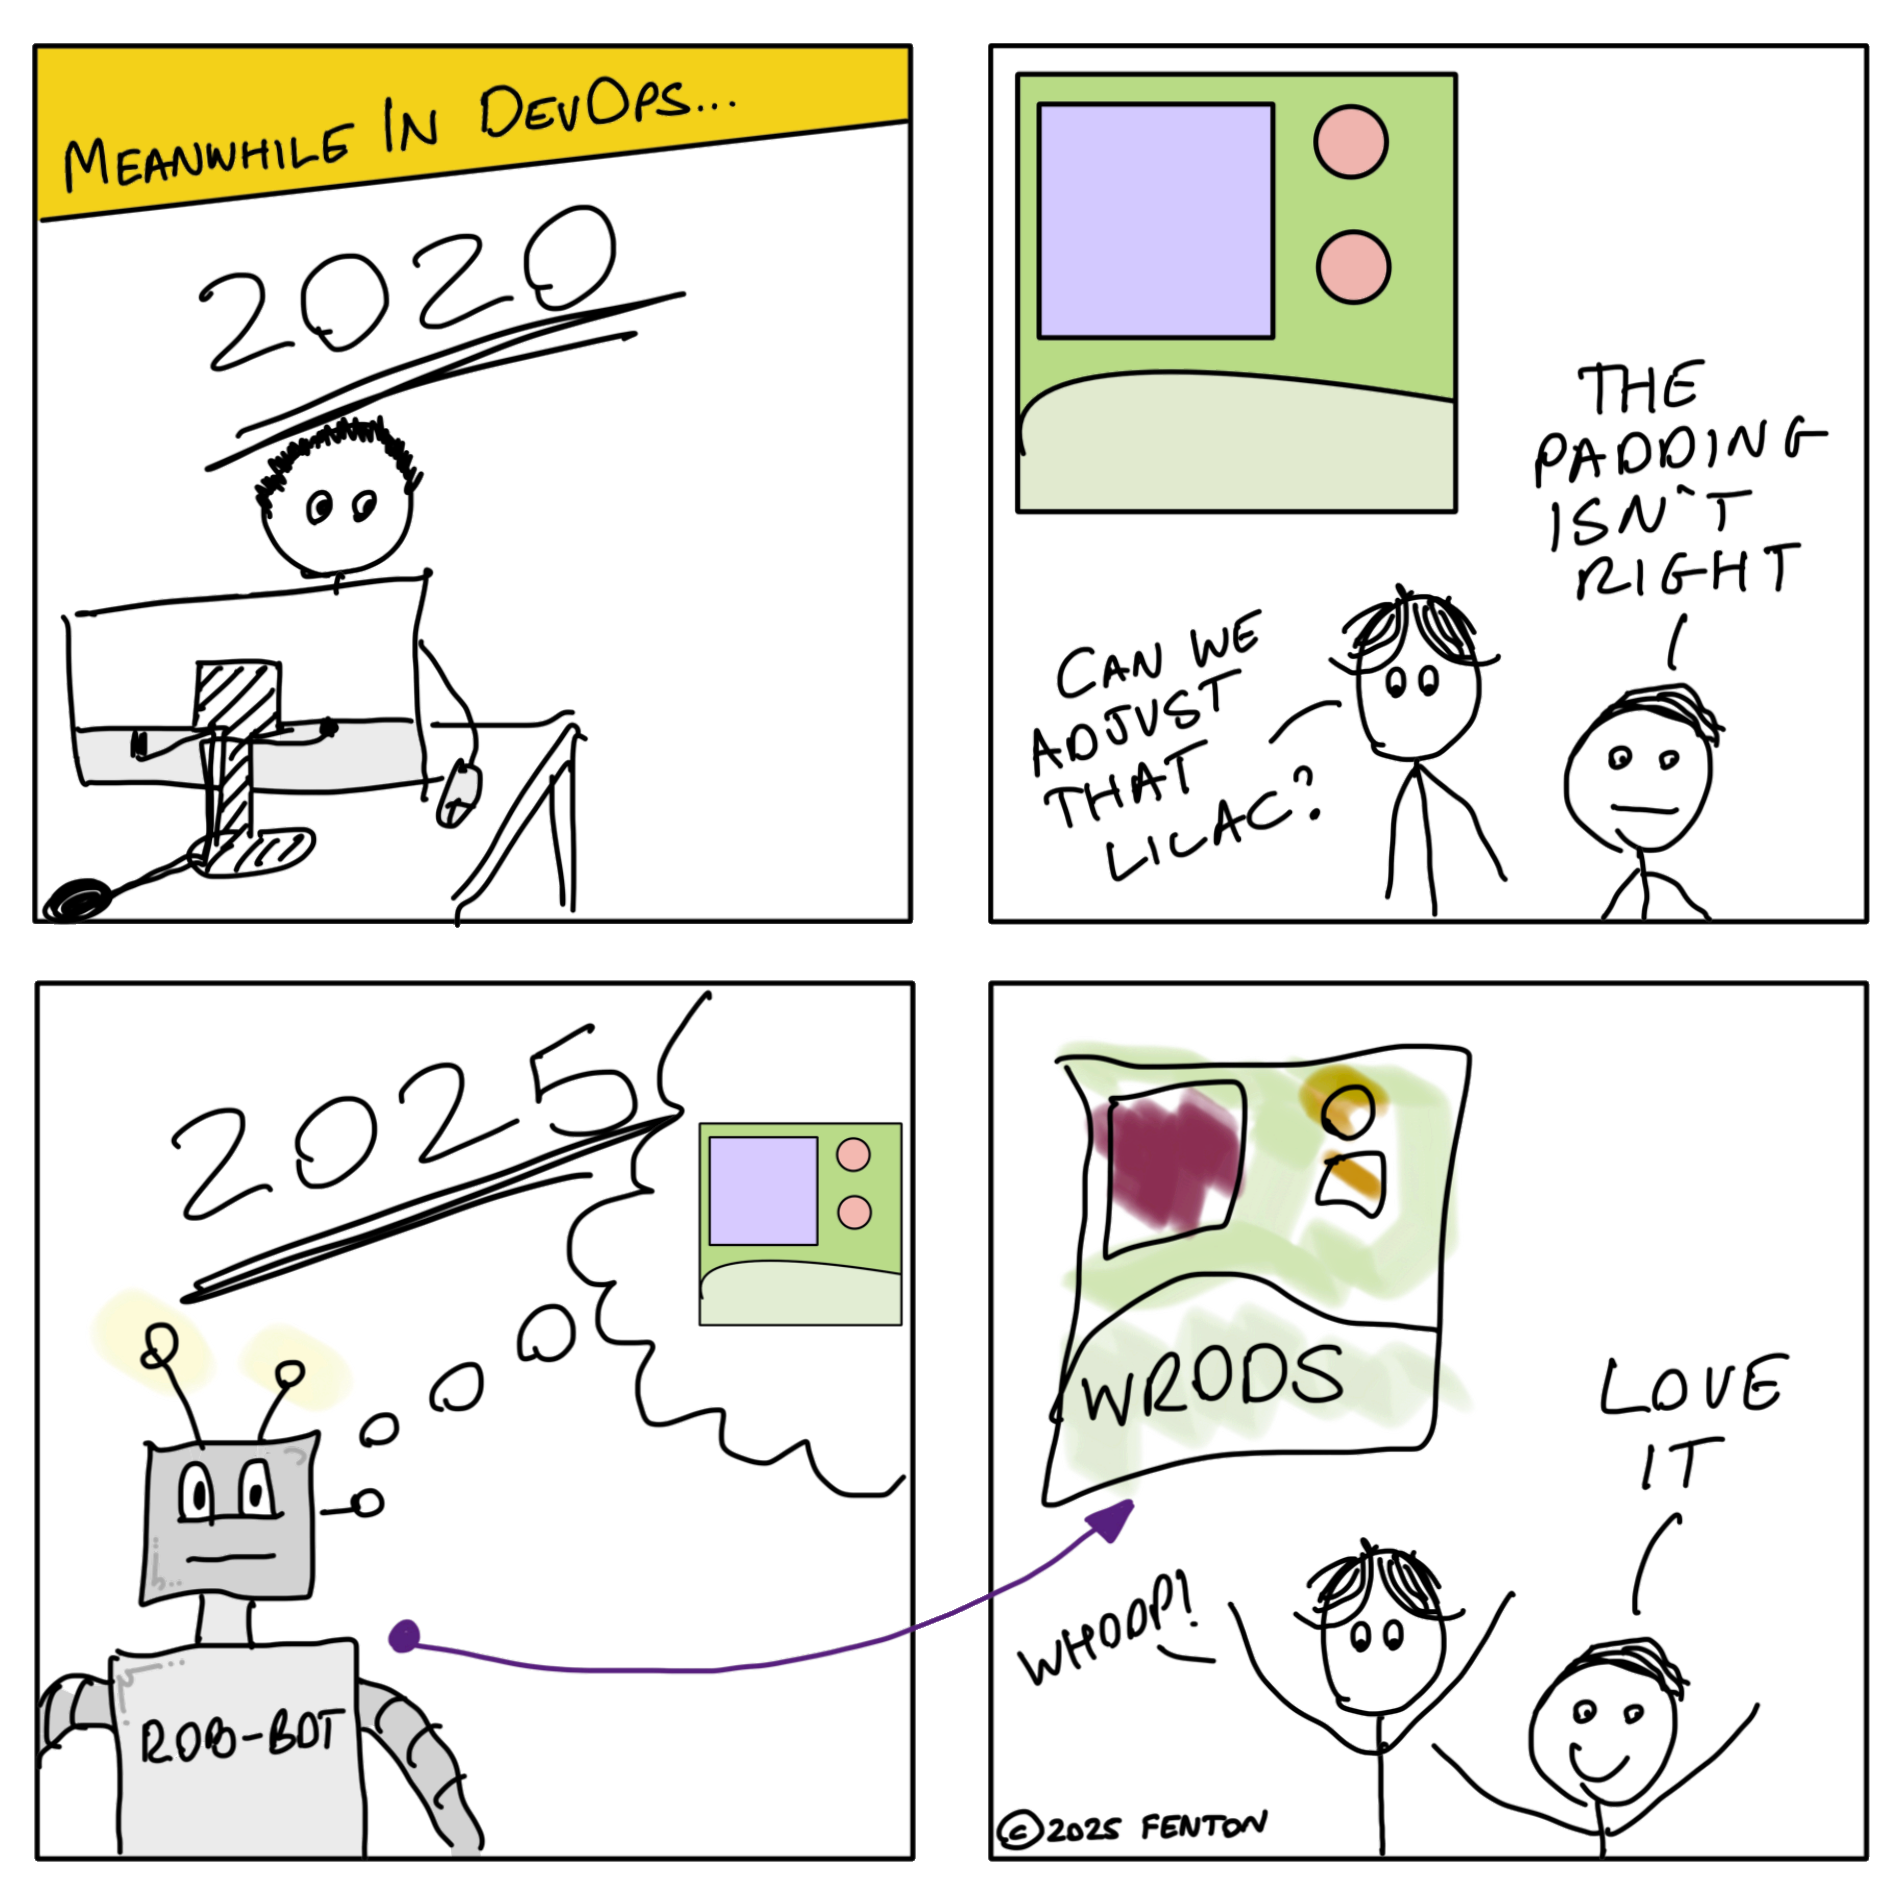 MEANWHILE IN DEVOPS...
2020
CAN WE
ADJUST
THAT
LILAC?
THE
PADDING
ISN'T
RIGHT
2025
ROB-BOT
WRODS
WHOOP!
LOVE
IT
© 2025 FENTON